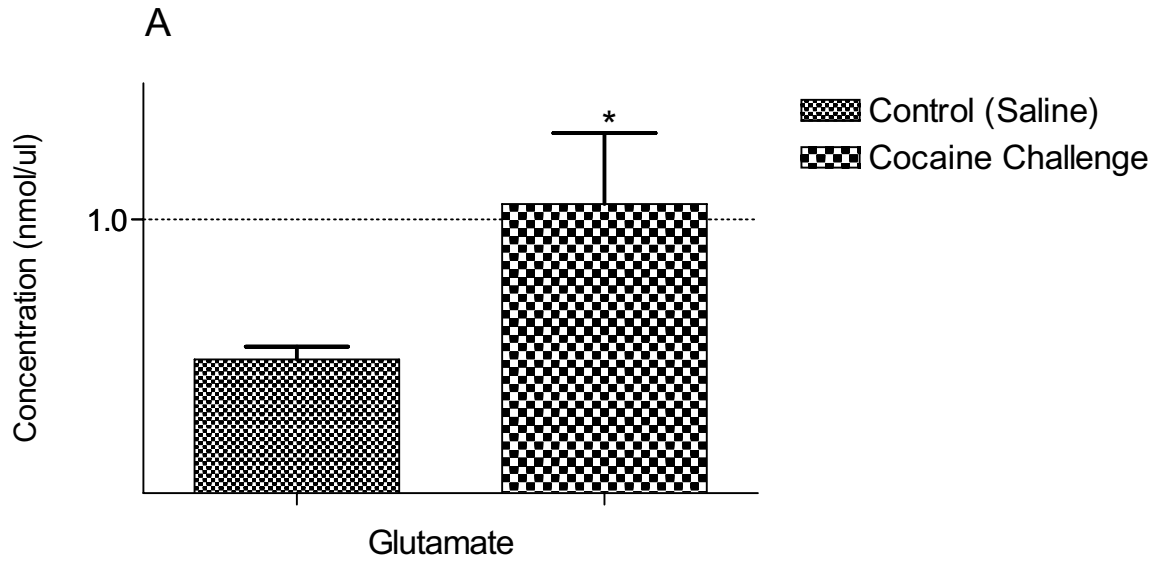 A
Concentration (nmol/ul)
1.0
*
Control (Saline)
Cocaine Challenge
Glutamate